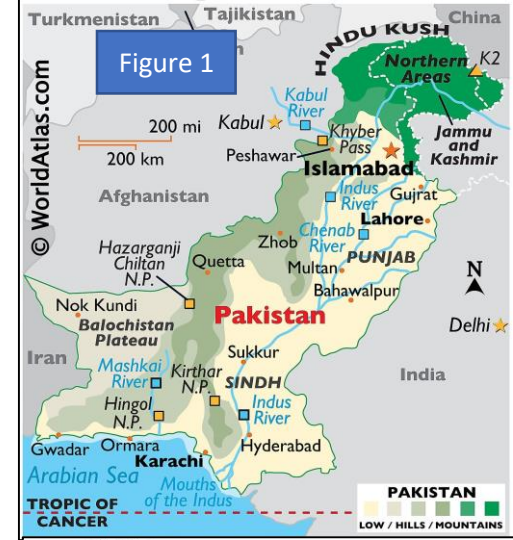 Turkmenistan
Tajikistan
China
Figure 1
HINDU KUSH
Northern
Areas
K2
Kabul
River
Kabul
Khyber
Pass
Jammu
and
Kashmir
200 mi
200 km
Peshawar
Islamabad
© WorldAtlas.com
Indus
River
Gujrat
Afghanistan
Lahore
Chenab
River
Zhob
Hazarganji
Chiltan
N.P.
Quetta
PUNJAB
Multan
N
Bahawalpur
Nok Kundi
Pakistan
Balochistan
Plateau
Delhi
Iran
Sukkur
India
Mashkai
River
Kirthar
N.P.
SINDH
Hingol
N.P.
Indus
River
Gwadar
Ormara
Karachi
Hyderabad
Arabian Sea
Mouths
of the Indus
TROPIC OF
CANCER
PAKISTAN
LOW / HILLS / MOUNTAINS